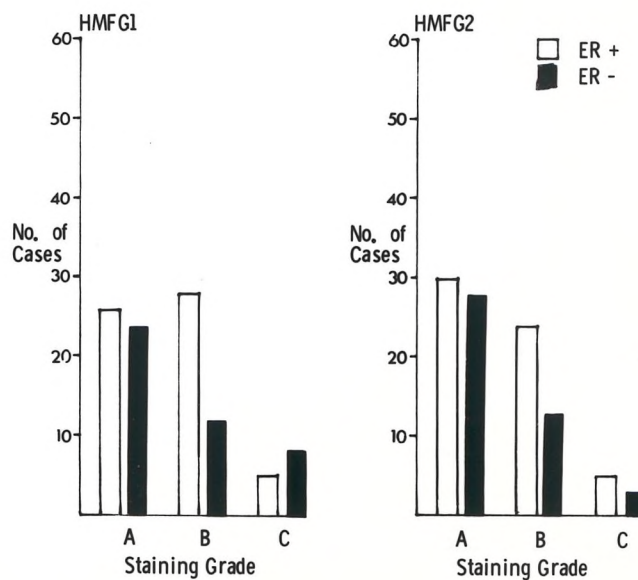 HMFG1
60
50
40
No. of
Cases
30
20
10
A B C
Staining Grade
HMFG2
60
50
40
No. of
Cases
30
20
10
A B C
Staining Grade
ER +
ER -